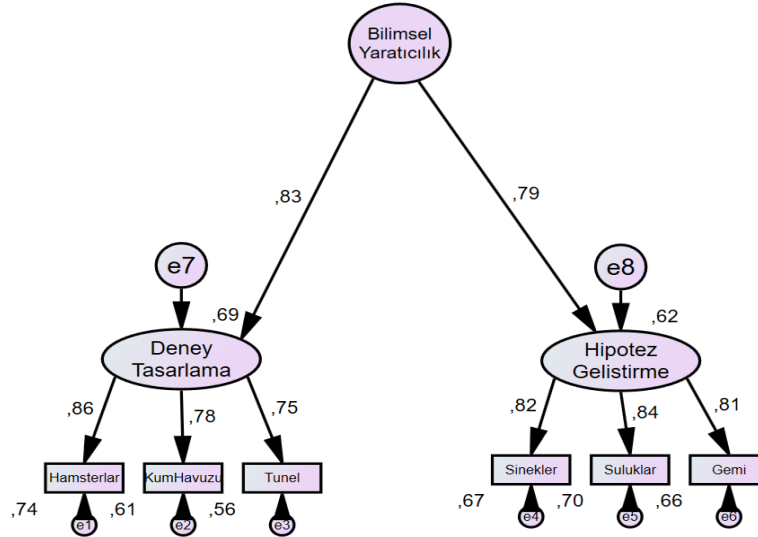 Bilimsel
Yaratıcılık
,83
,79
e7
e8
,69
,62
Deney
Tasarlama
Hipotez
Gelistirme
,86
,78
,75
,82
,84
,81
Hamsterlar
KumHavuzu
Tunel
Sinekler
Suluklar
Gemi
,74
e1
,61
e2
,56
e3
,67
e4
,70
e5
,66
e6